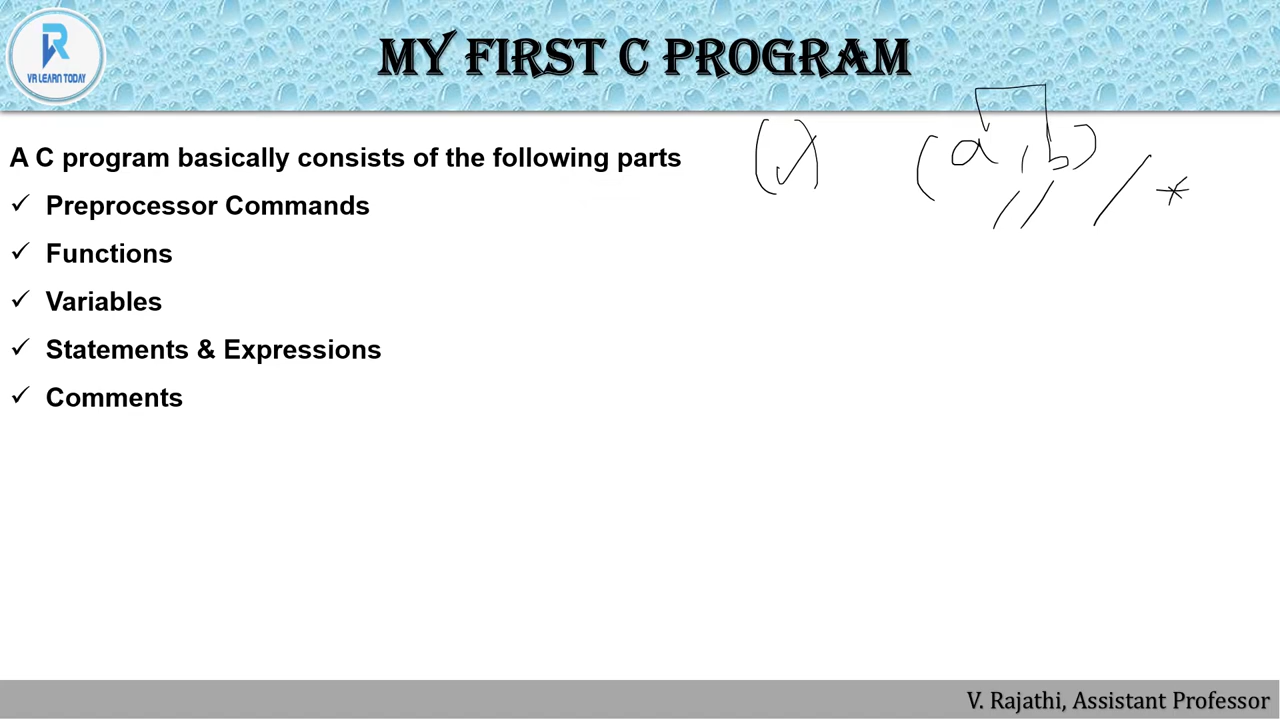 VR LEARN TODAY
MY FIRST C PROGRAM
A C program basically consists of the following parts
(a , b)
// / *
✓ Preprocessor Commands
✓ Functions
✓ Variables
✓ Statements & Expressions
✓ Comments
V. Rajathi, Assistant Professor